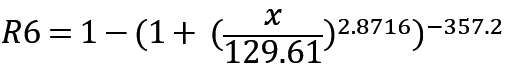 R6 = 1 − (1 + (x/129.61)^2.8716)^−357.2